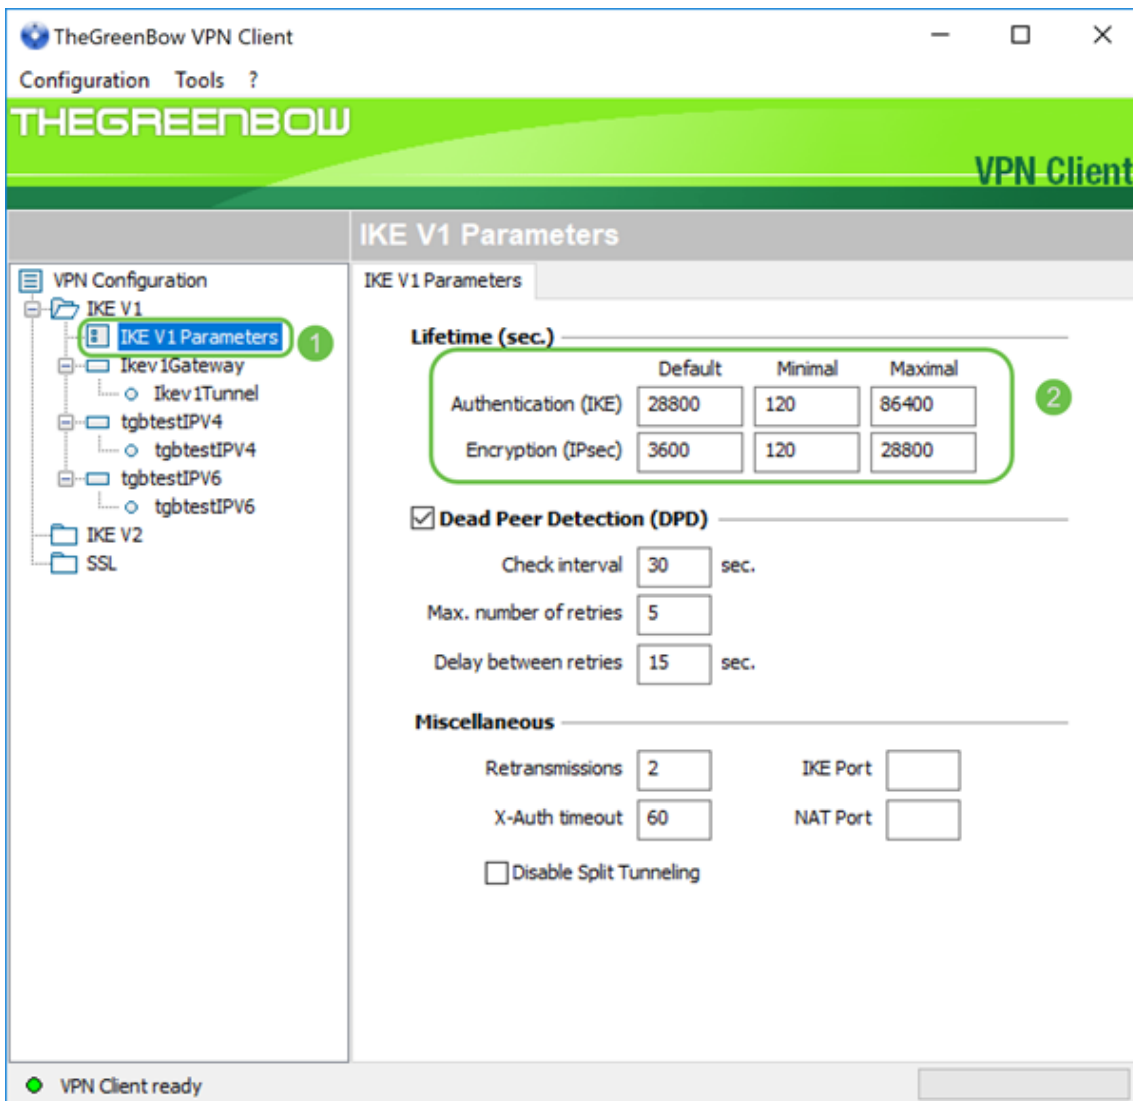 TheGreenBow VPN Client
Configuration Tools ?
THEGREENBOW
VPN Client
IKE V1 Parameters
VPN Configuration
IKE V1
IKE V1 Parameters 1
Ikev1Gateway
Ikev1Tunnel
tgbtestIPV4
tgbtestIPV4
tgbtestIPV6
tgbtestIPV6
IKE V2
SSL
IKE V1 Parameters
Lifetime (sec.)
Default Minimal Maximal
Authentication (IKE) 28800 120 86400 2
Encryption (IPsec) 3600 120 28800
Dead Peer Detection (DPD)
Check interval 30 sec.
Max. number of retries 5
Delay between retries 15 sec.
Miscellaneous
Retransmissions 2 IKE Port
X-Auth timeout 60 NAT Port
Disable Split Tunneling
VPN Client ready